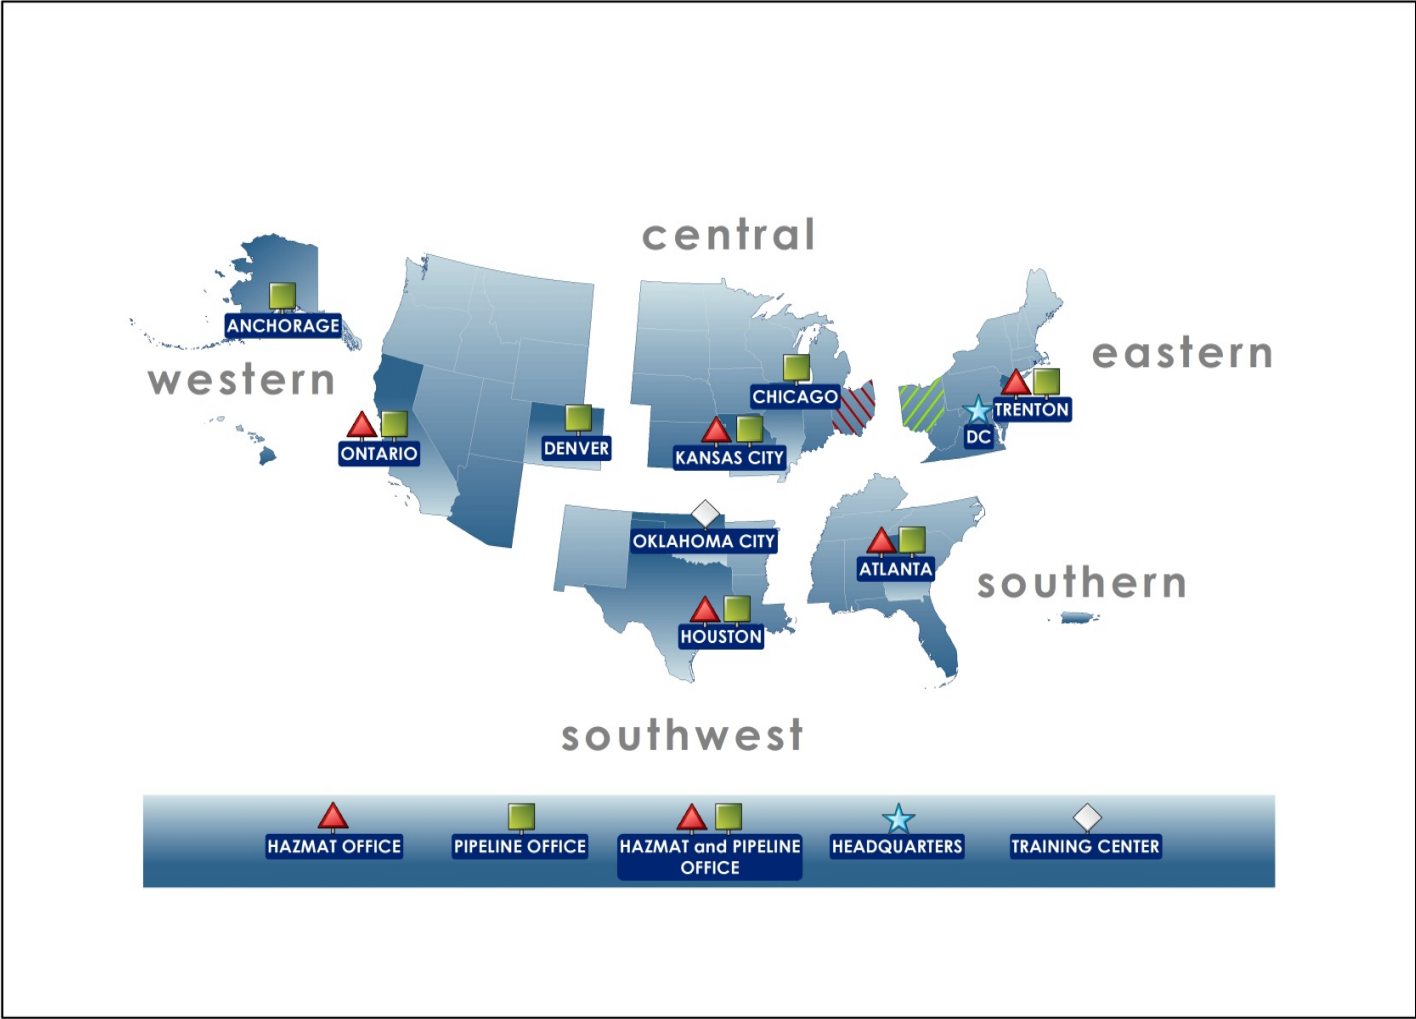 central
ANCHORAGE
eastern
western
CHICAGO
TRENTON
DC
ONTARIO
DENVER
KANSAS CITY
OKLAHOMA CITY
ATLANTA
southern
HOUSTON
southwest
HAZMAT OFFICE
PIPELINE OFFICE
HAZMAT and PIPELINE
OFFICE
HEADQUARTERS
TRAINING CENTER